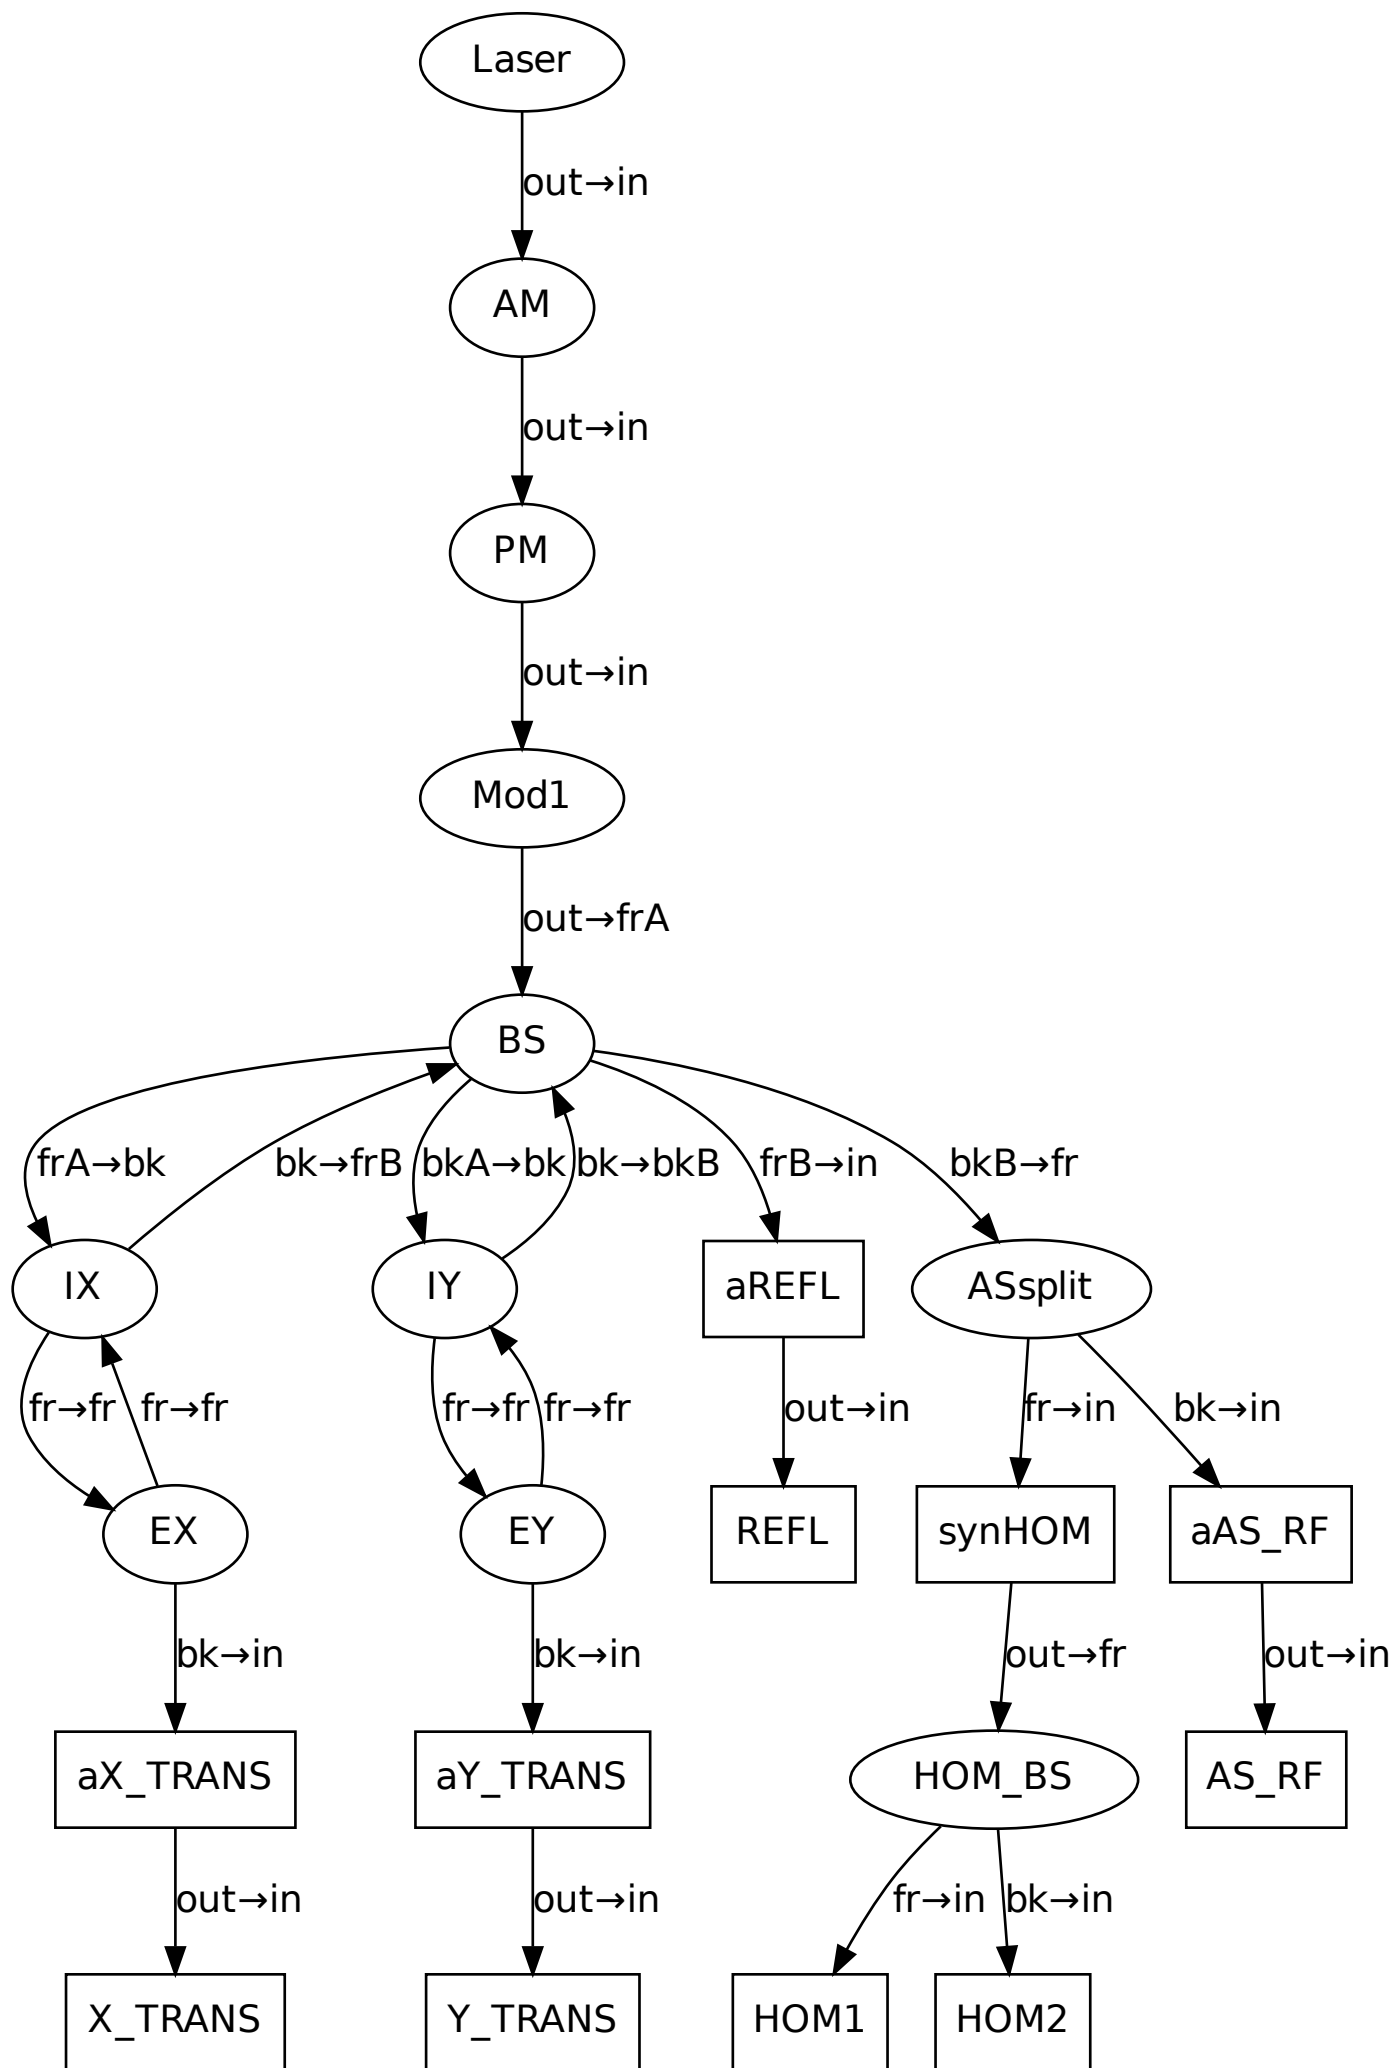 Laser
out→in
AM
out→in
PM
out→in
Mod1
out→frA
BS
frA→bk
bk→frB
bkA→bk
bk→bkB
frB→in
bkB→fr
IX
IY
aREFL
ASsplit
fr→fr
fr→fr
fr→fr
fr→fr
out→in
fr→in
bk→in
EX
EY
REFL
synHOM
aAS_RF
bk→in
bk→in
out→fr
out→in
aX_TRANS
aY_TRANS
HOM_BS
AS_RF
out→in
out→in
fr→in
bk→in
X_TRANS
Y_TRANS
HOM1
HOM2